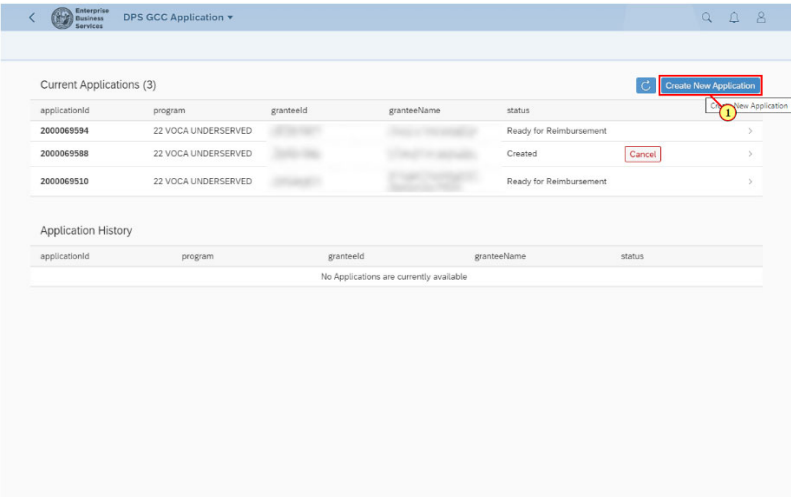 Enterprise
Business
Services
DPS GCC Application
Current Applications (3)
Create New Application
applicationId program granteeId granteeName status
Create New Application
1
2000069594 22 VOCA UNDERSERVED Ready for Reimbursement
2000069588 22 VOCA UNDERSERVED Created Cancel
2000069510 22 VOCA UNDERSERVED Ready for Reimbursement
Application History
applicationId program granteeId granteeName status
No Applications are currently available